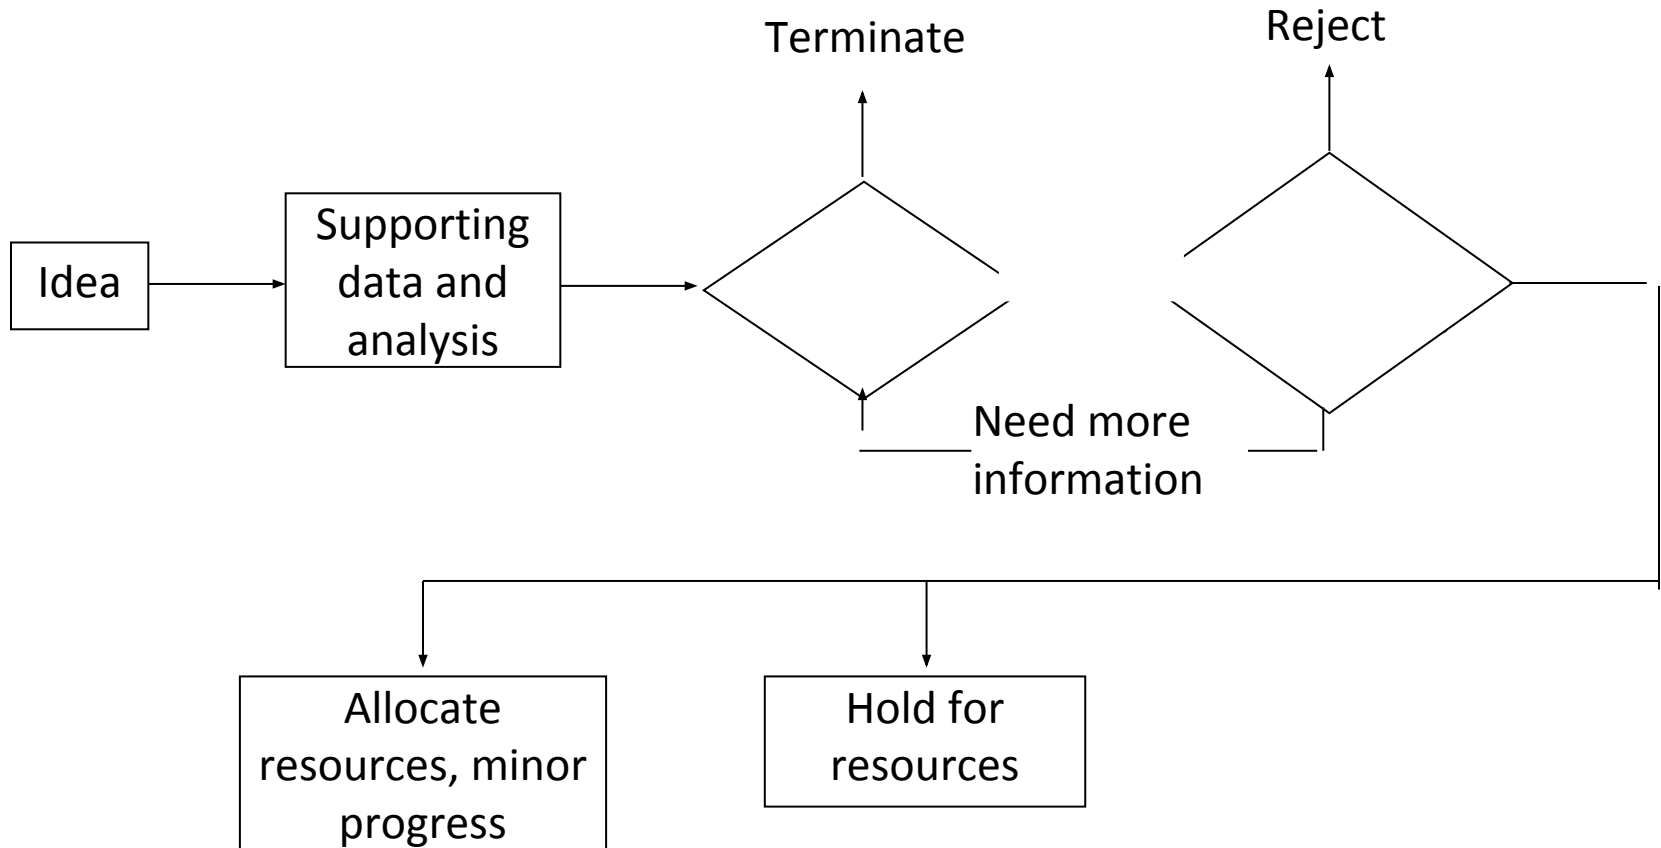 Terminate
Reject
Idea
Supporting
data and
analysis
Need more
information
Allocate
resources, minor
progress
Hold for
resources